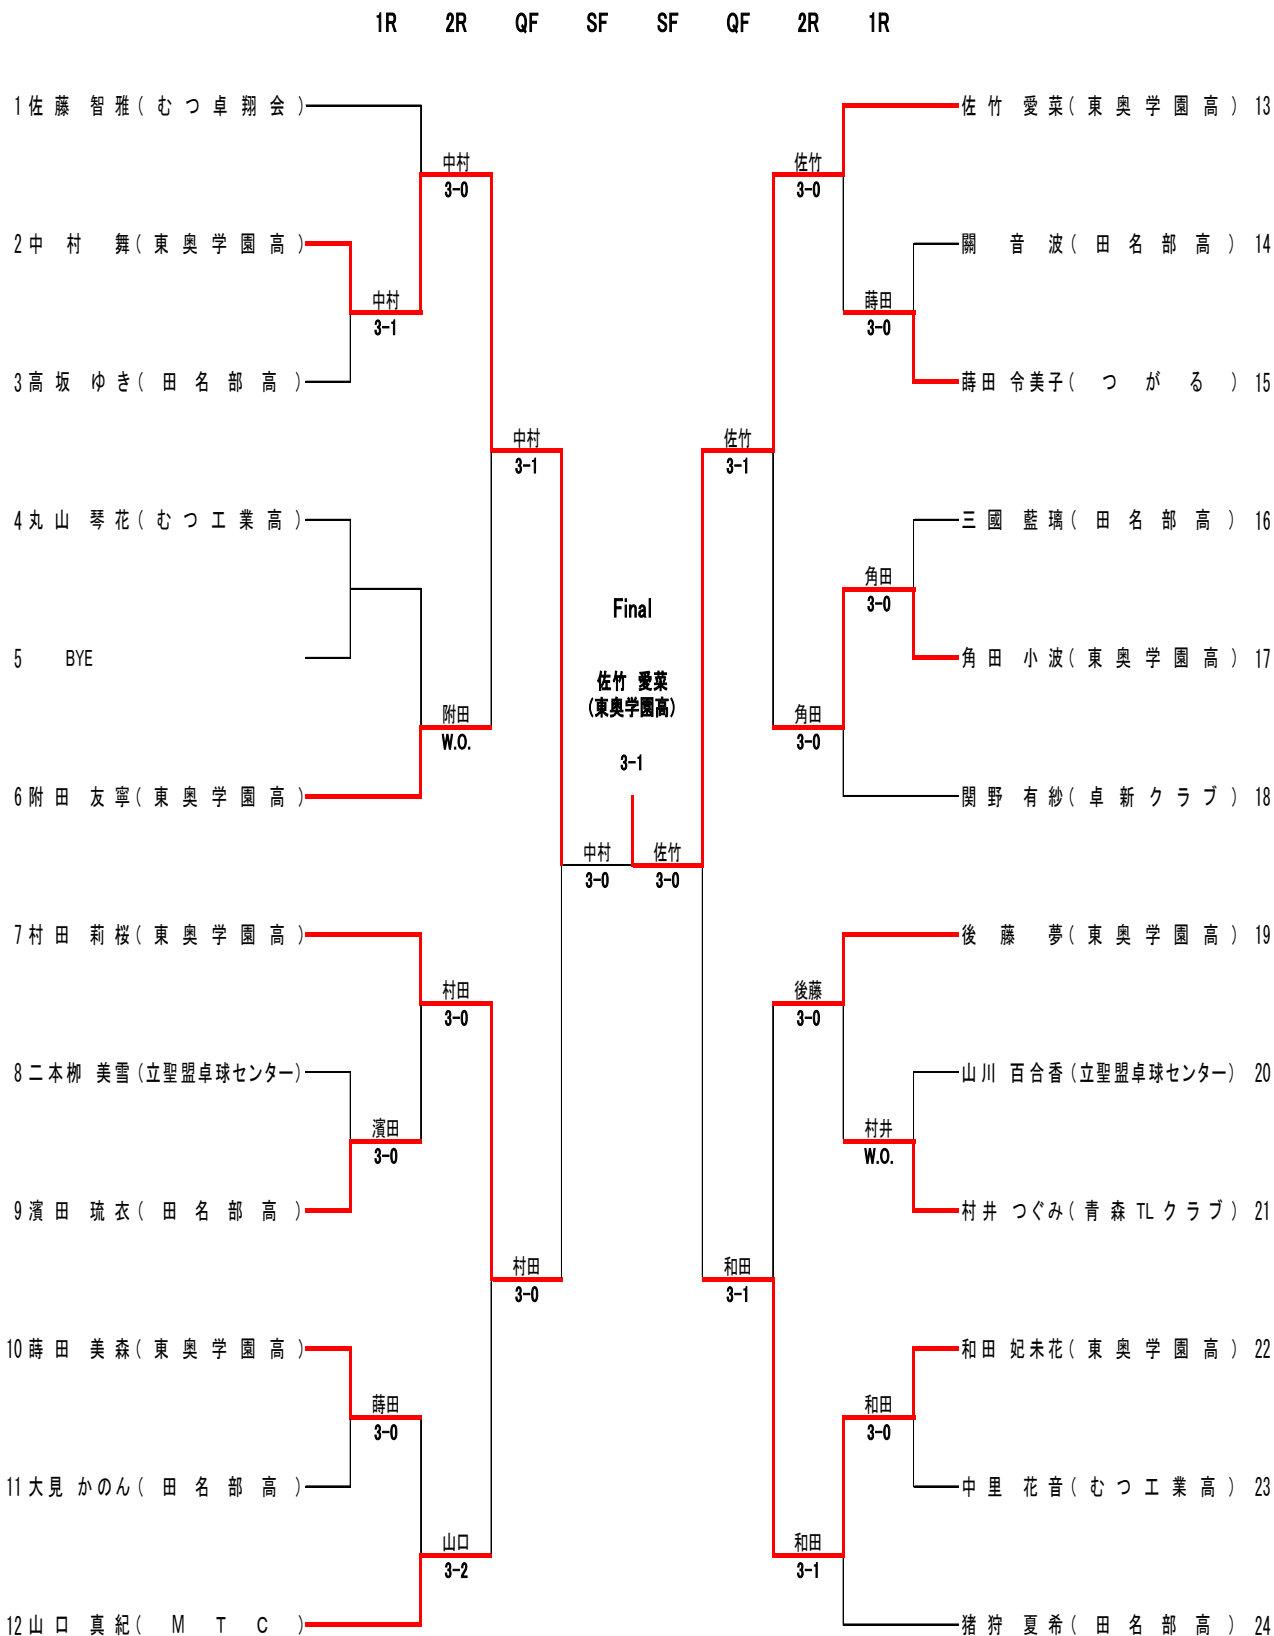 1R 2R QF SF SF QF 2R 1R
1 佐藤 智雅(むつ卓翔会) 佐竹 愛菜(東奥学園高) 13
中村 佐竹
3-0 3-0
2 中村 舞(東奥学園高) 關 音波(田名部高) 14
中村 蒔田
3-1 3-0
3 高坂 ゆき(田名部高) 蒔田 令美子(つがる) 15
中村 佐竹
3-1 3-1
4 丸山 琴花(むつ工業高) 三國 藍璃(田名部高) 16
角田
Final
3-0
5 BYE 角田 小波(東奥学園高) 17
佐竹 愛菜
(東奥学園高)
附田 角田
W.O. 3-0
3-1
6 附田 友寧(東奥学園高) 関野 有紗(卓新クラブ) 18
中村 佐竹
3-0 3-0
7 村田 莉桜(東奥学園高) 後藤 夢(東奥学園高) 19
村田 後藤
3-0 3-0
8 二本栁 美雪(立聖盟卓球センター) 山川 百合香(立聖盟卓球センター) 20
濱田 村井
3-0 W.O.
9 濱田 琉衣(田名部高) 村井 つぐみ(青森TLクラブ) 21
村田 和田
3-0 3-1
10 蒔田 美森(東奥学園高) 和田 妃未花(東奥学園高) 22
蒔田 和田
3-0 3-0
11 大見 かのん(田名部高) 中里 花音(むつ工業高) 23
山口 和田
3-2 3-1
12 山口 真紀(MTC) 猪狩 夏希(田名部高) 24